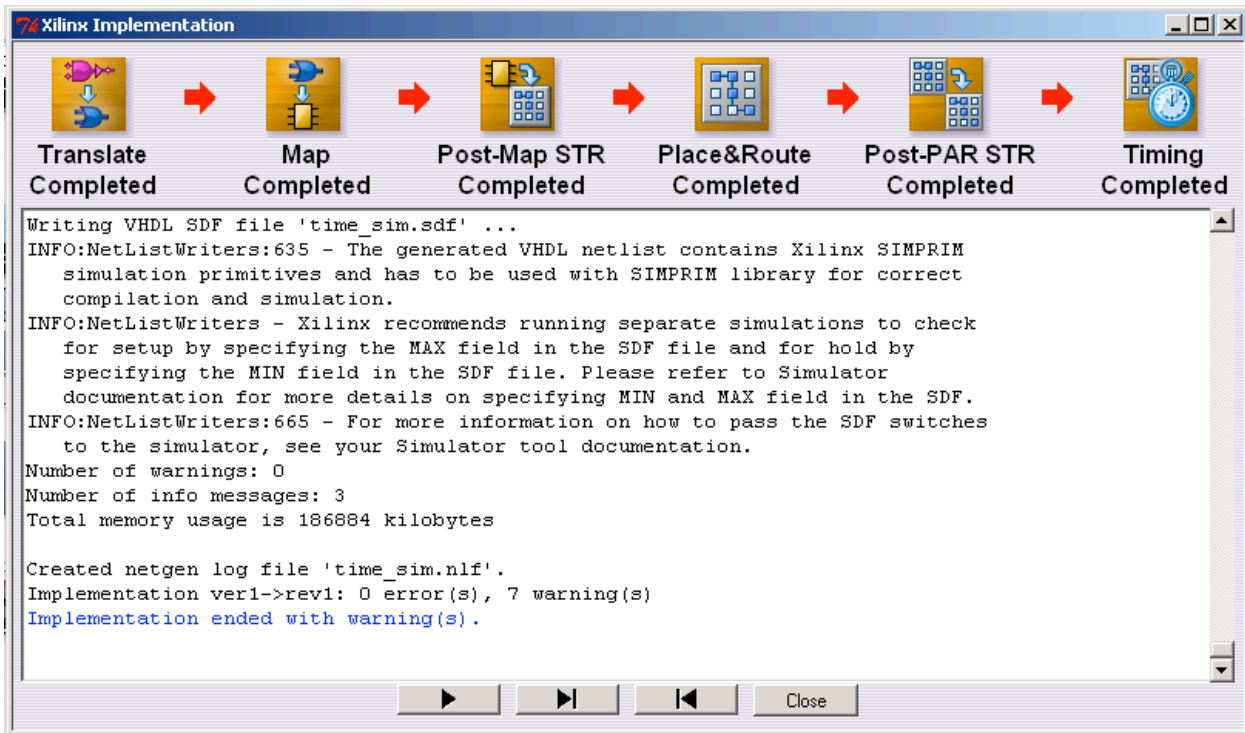 Xilinx Implementation
Translate Map Post-Map STR Place&Route Post-PAR STR Timing
Completed Completed Completed Completed Completed Completed
Writing VHDL SDF file 'time_sim.sdf' ...
INFO:NetListWriters:635 - The generated VHDL netlist contains Xilinx SIMPRIM
simulation primitives and has to be used with SIMPRIM library for correct
compilation and simulation.
INFO:NetListWriters - Xilinx recommends running separate simulations to check
for setup by specifying the MAX field in the SDF file and for hold by
specifying the MIN field in the SDF file. Please refer to Simulator
documentation for more details on specifying MIN and MAX field in the SDF.
INFO:NetListWriters:665 - For more information on how to pass the SDF switches
to the simulator, see your Simulator tool documentation.
Number of warnings: 0
Number of info messages: 3
Total memory usage is 186884 kilobytes
Created netgen log file 'time_sim.nlf'.
Implementation ver1->rev1: 0 error(s), 7 warning(s)
Implementation ended with warning(s).
Close